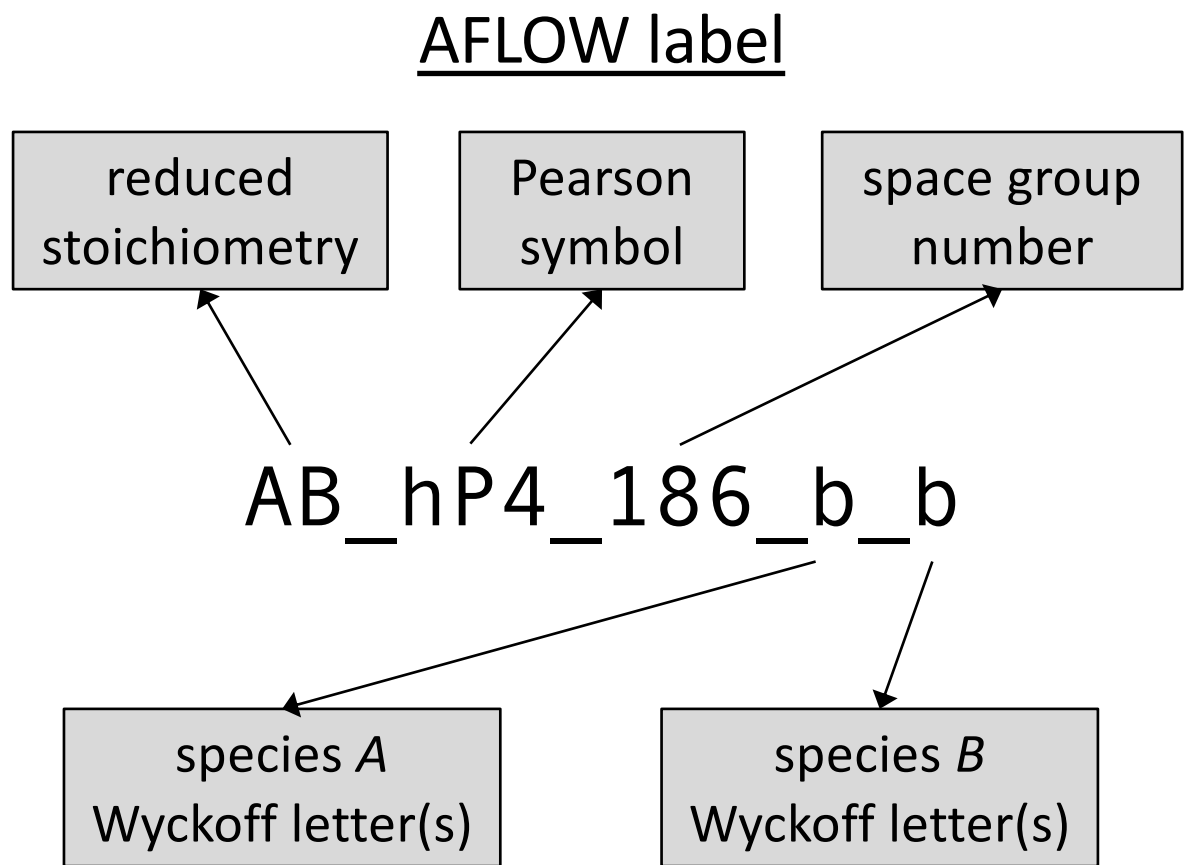 AFLOW label
reduced
stoichiometry
Pearson
symbol
space group
number
AB_hP4_186_b_b
species A
Wyckoff letter(s)
species B
Wyckoff letter(s)